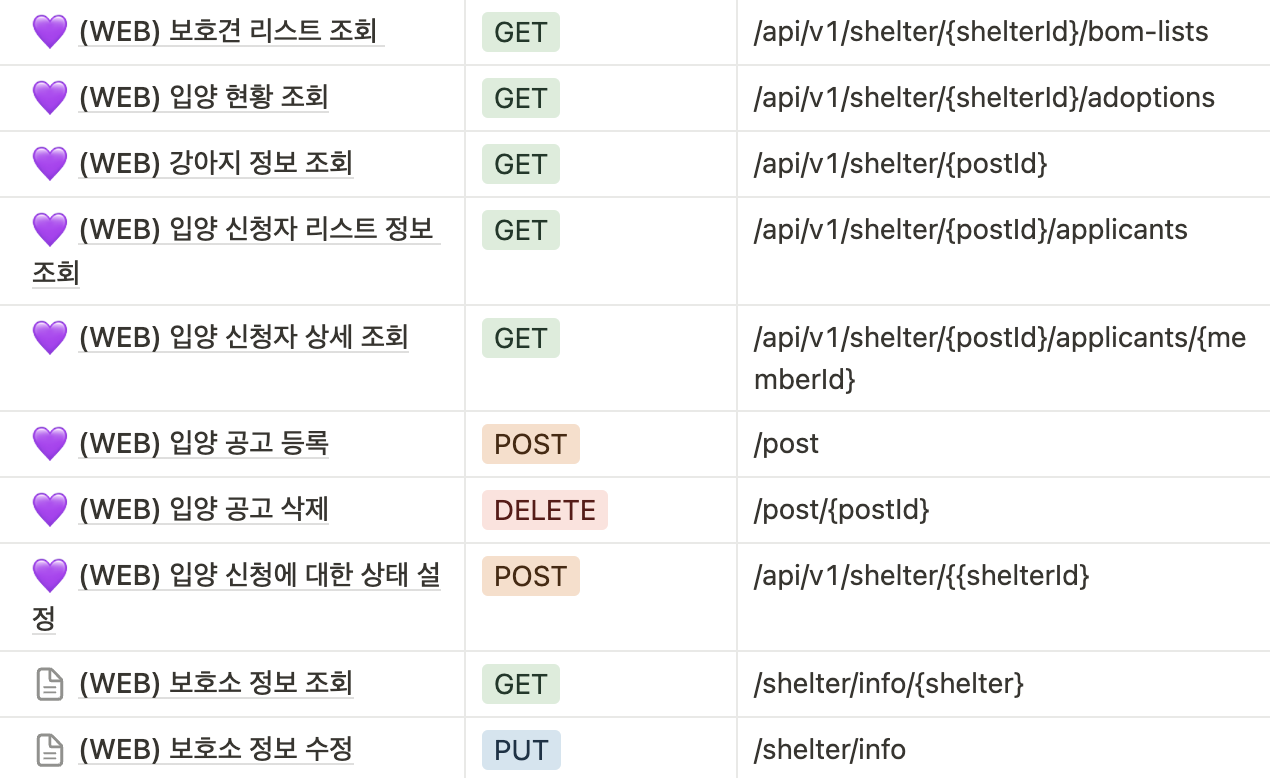 (WEB) 보호견 리스트 조회 GET /api/v1/shelter/{shelterId}/bom-lists
(WEB) 입양 현황 조회 GET /api/v1/shelter/{shelterId}/adoptions
(WEB) 강아지 정보 조회 GET /api/v1/shelter/{postId}
(WEB) 입양 신청자 리스트 정보 GET /api/v1/shelter/{postId}/applicants
조회
(WEB) 입양 신청자 상세 조회 GET /api/v1/shelter/{postId}/applicants/{me
mberId}
(WEB) 입양 공고 등록 POST /post
(WEB) 입양 공고 삭제 DELETE /post/{postId}
(WEB) 입양 신청에 대한 상태 설 POST /api/v1/shelter/{{shelterId}
정
(WEB) 보호소 정보 조회 GET /shelter/info/{shelter}
(WEB) 보호소 정보 수정 PUT /shelter/info